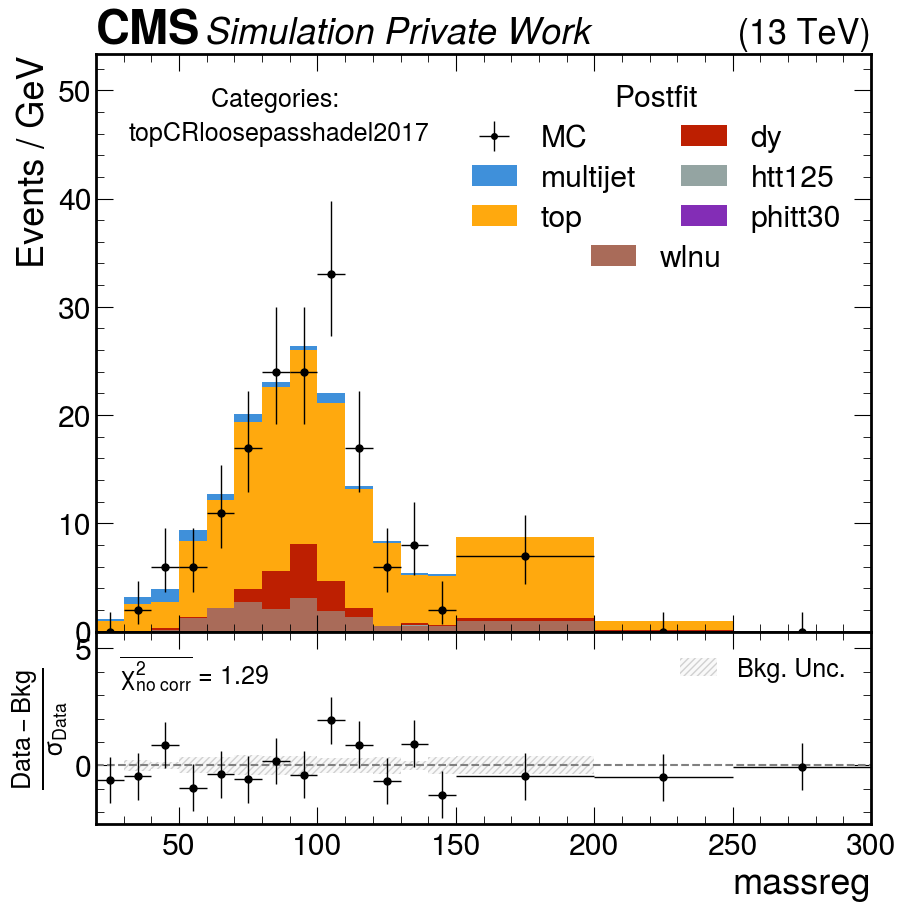 CMS Simulation Private Work (13 TeV)
Events / GeV
Categories:
topCRloosepasshadel2017
Postfit
MC
multijet
top
dy
htt125
phitt30
wlnu
50
40
30
20
10
0
5
0
χ²no corr = 1.29
Bkg. Unc.
Data − Bkg
σData
50 100 150 200 250 300
massreg